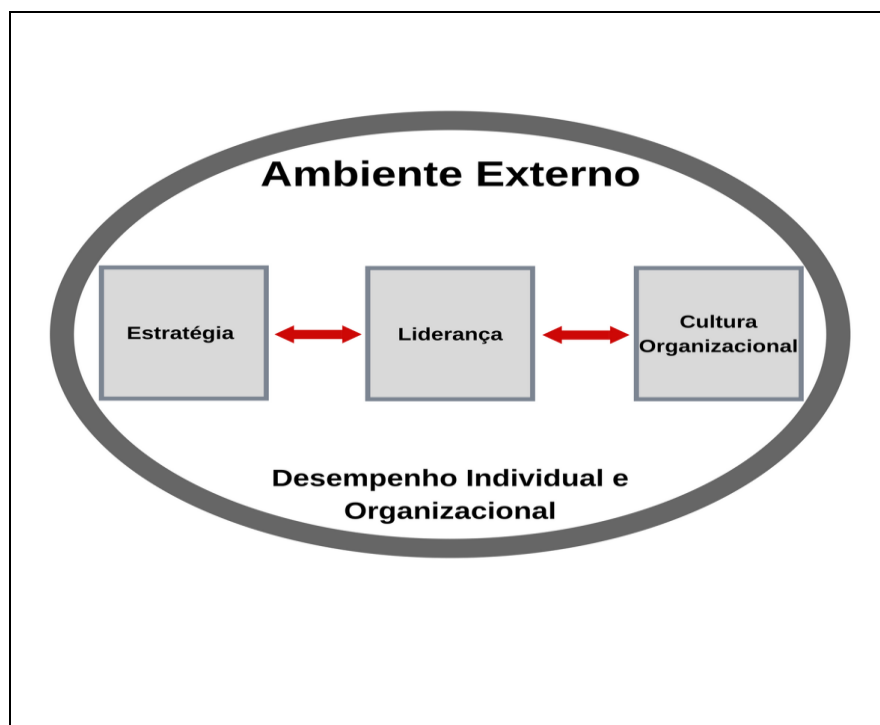 Ambiente Externo
Estratégia
Liderança
Cultura
Organizacional
Desempenho Individual e
Organizacional